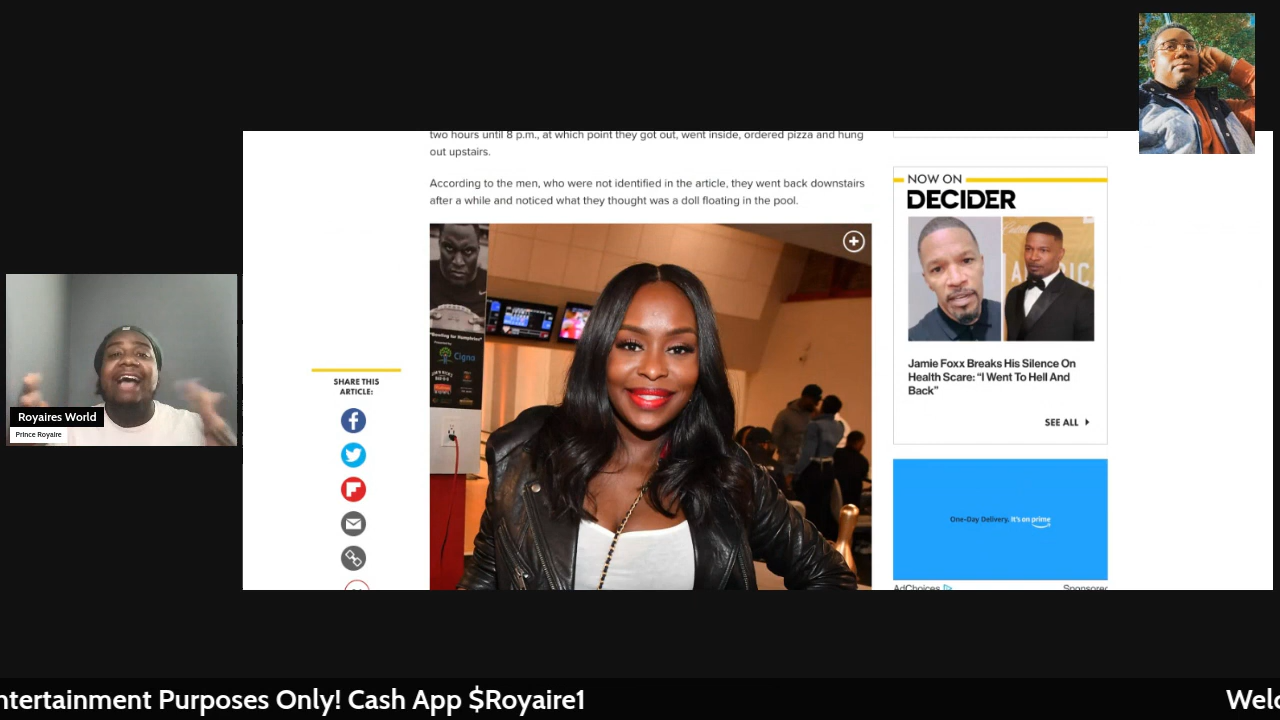 two hours until 8 p.m., at which point they got out, went inside, ordered pizza and hung
out upstairs.
According to the men, who were not identified in the article, they went back downstairs
after a while and noticed what they thought was a doll floating in the pool.
SHARE THIS
ARTICLE:
Royaires World
Prince Royaire
Cigna
NOW ON
DECIDER
Jamie Foxx Breaks His Silence On
Health Scare: “I Went To Hell And
Back”
SEE ALL
One-Day Delivery. It's on prime
AdChoices
Sponsored
ntertainment Purposes Only! Cash App $Royaire1
Welc